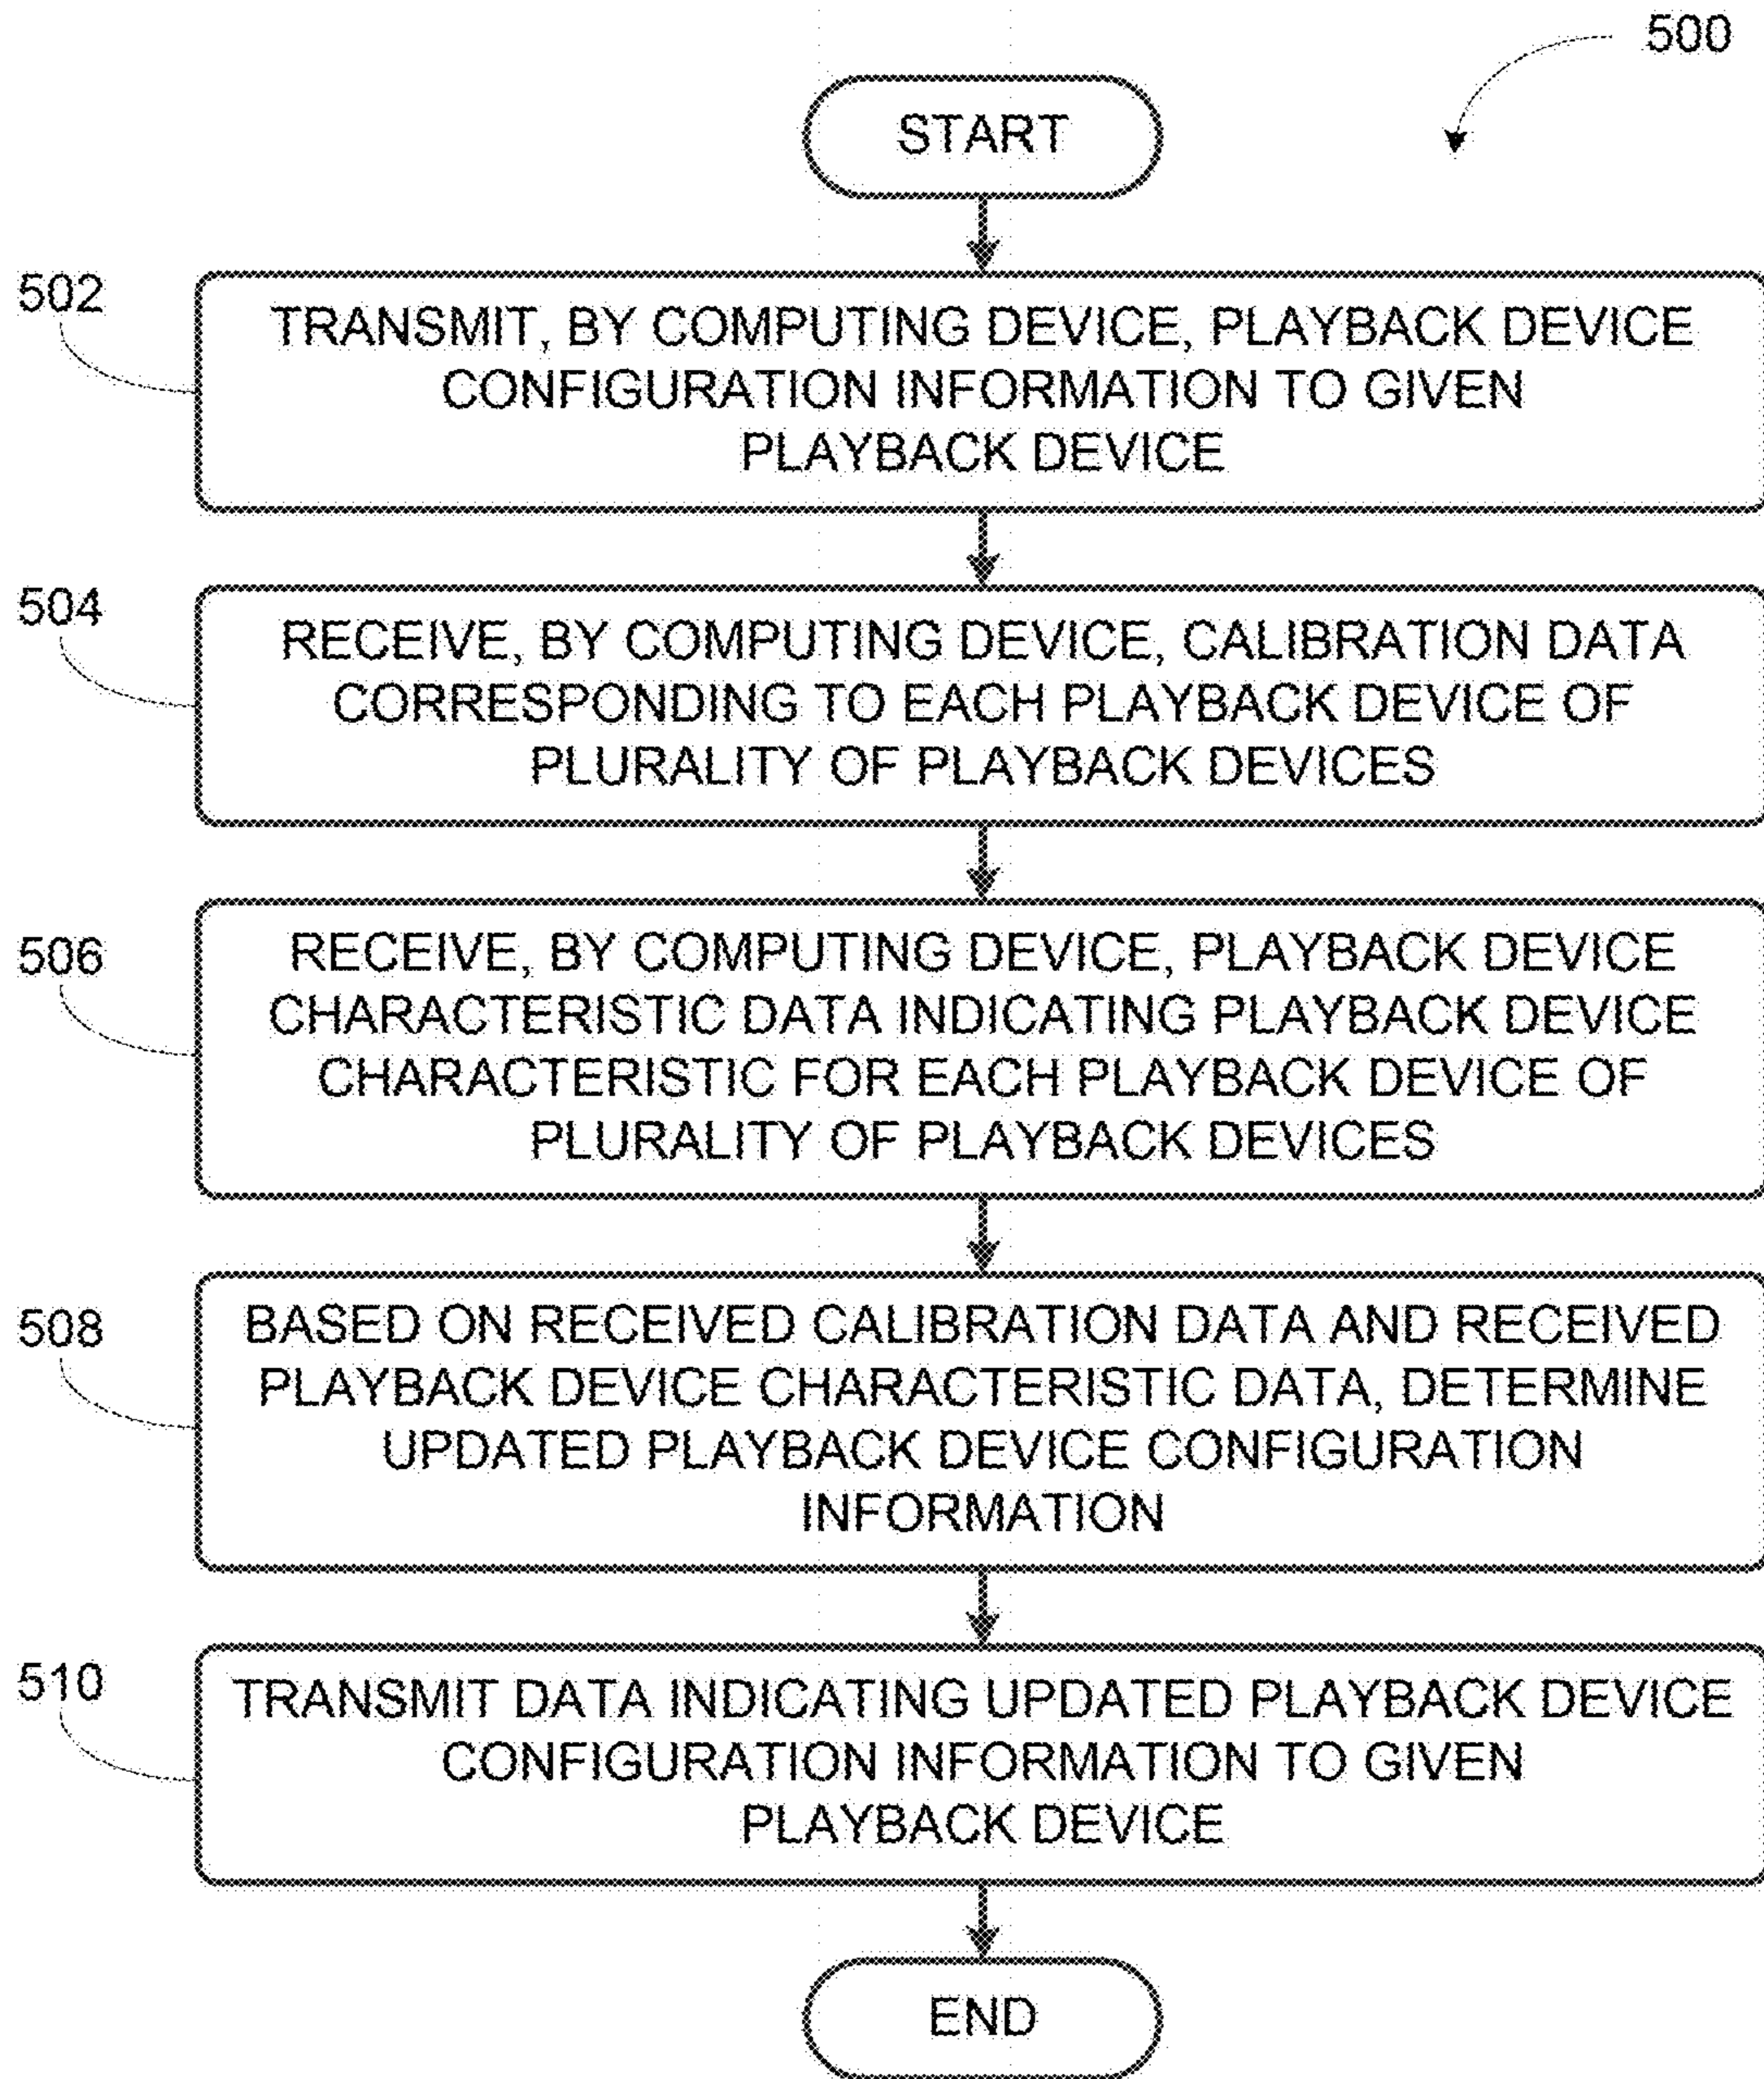 500
START
502
TRANSMIT, BY COMPUTING DEVICE, PLAYBACK DEVICE
CONFIGURATION INFORMATION TO GIVEN
PLAYBACK DEVICE
504
RECEIVE, BY COMPUTING DEVICE, CALIBRATION DATA
CORRESPONDING TO EACH PLAYBACK DEVICE OF
PLURALITY OF PLAYBACK DEVICES
506
RECEIVE, BY COMPUTING DEVICE, PLAYBACK DEVICE
CHARACTERISTIC DATA INDICATING PLAYBACK DEVICE
CHARACTERISTIC FOR EACH PLAYBACK DEVICE OF
PLURALITY OF PLAYBACK DEVICES
508
BASED ON RECEIVED CALIBRATION DATA AND RECEIVED
PLAYBACK DEVICE CHARACTERISTIC DATA, DETERMINE
UPDATED PLAYBACK DEVICE CONFIGURATION
INFORMATION
510
TRANSMIT DATA INDICATING UPDATED PLAYBACK DEVICE
CONFIGURATION INFORMATION TO GIVEN
PLAYBACK DEVICE
END